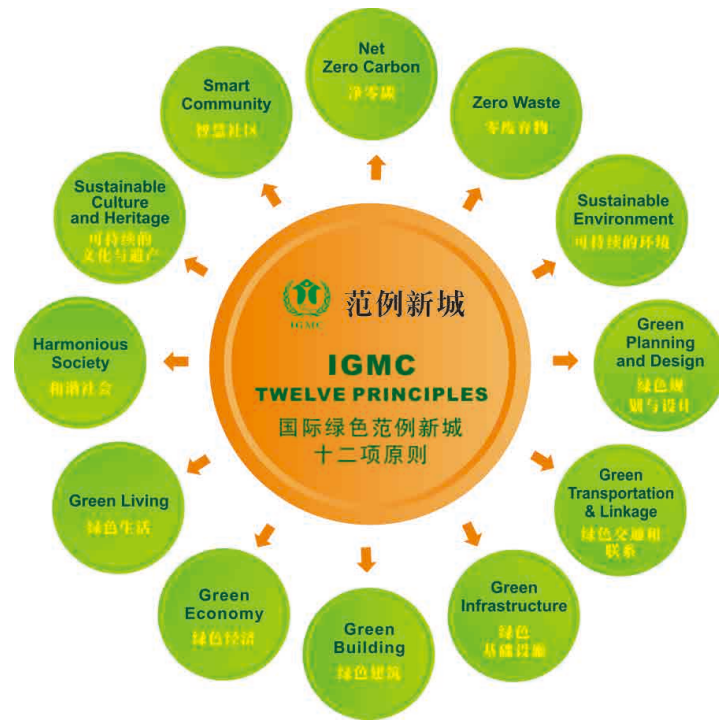 Net
Zero Carbon
净零碳
Zero Waste
零废弃物
Sustainable
Environment
可持续的环境
Green
Planning
and Design
绿色规
划与设计
Green
Transportation
& Linkage
绿色交通和
联系
Green
Infrastructure
绿色
基础设施
Green
Building
绿色建筑
Green
Economy
绿色经济
Green Living
绿色生活
Harmonious
Society
和谐社会
Sustainable
Culture
and Heritage
可持续的
文化与遗产
Smart
Community
智慧社区
IGMC
范例新城
IGMC
TWELVE PRINCIPLES
国际绿色范例新城
十二项原则